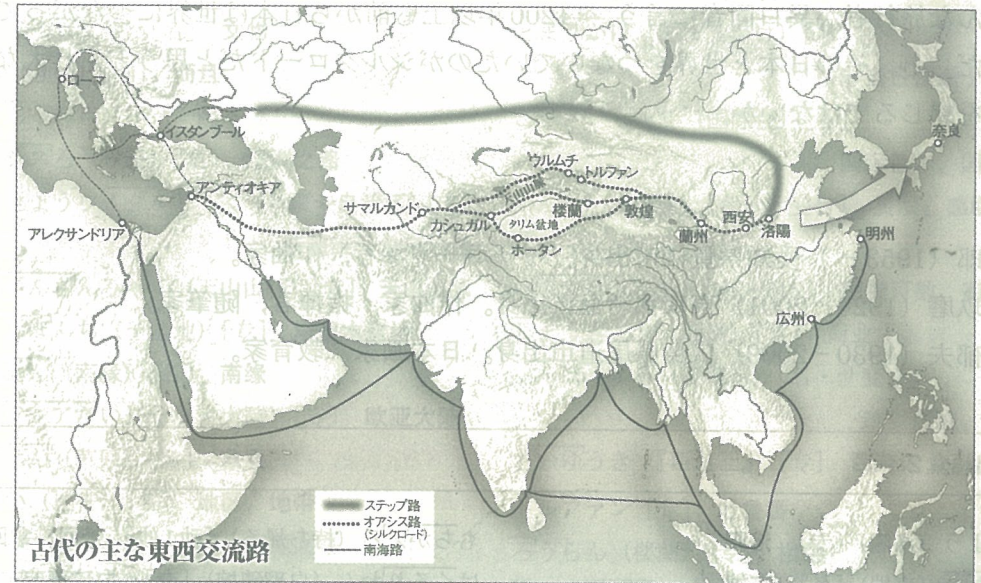 ローマ
イスタンブール
アンティオキア
アレクサンドリア
サマルカンド
カシュガル
ウルムチ
トルファン
天山山脈
タリム盆地
楼蘭
敦煌
ホータン
蘭州
西安
洛陽
奈良
明州
広州
ステップ路
オアシス路
(シルクロード)
南海路
古代の主な東西交流路